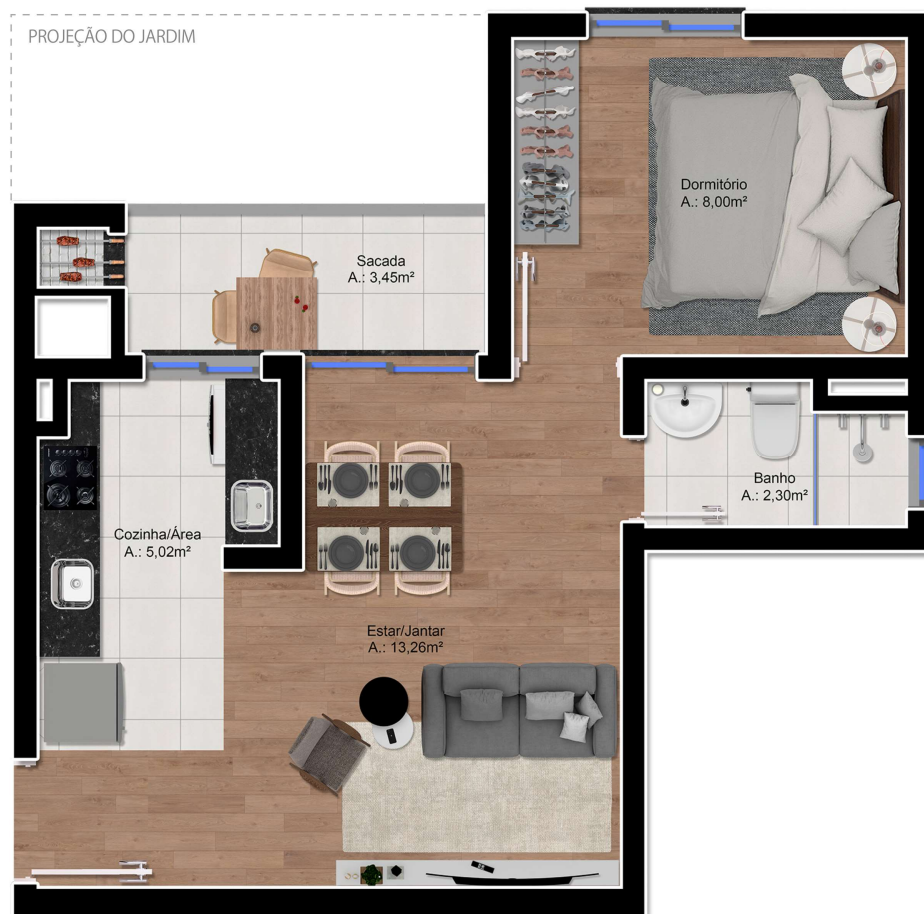 PROJEÇÃO DO JARDIM
Dormitório
A.: 8,00m²
Sacada
A.: 3,45m²
Banho
A.: 2,30m²
Cozinha/Área
A.: 5,02m²
Estar/Jantar
A.: 13,26m²